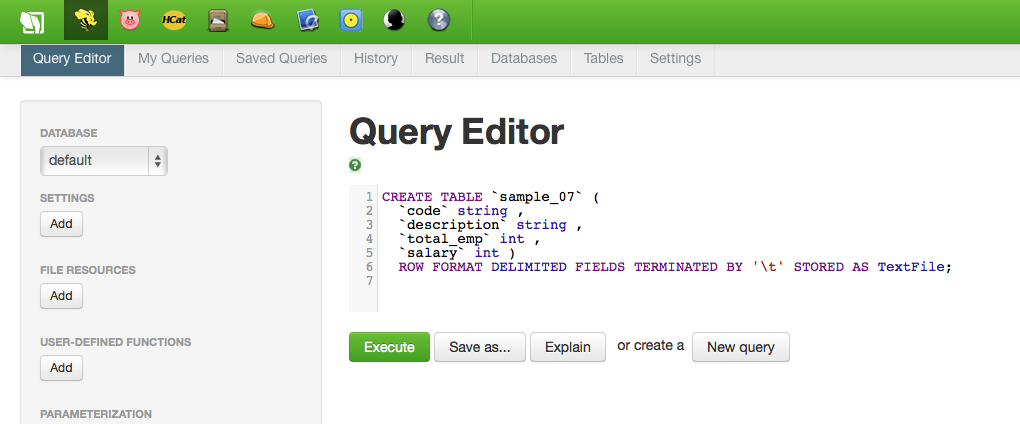 HCat
?
Query Editor My Queries Saved Queries History Result Databases Tables Settings
DATABASE
default
SETTINGS
Add
FILE RESOURCES
Add
USER-DEFINED FUNCTIONS
Add
PARAMETERIZATION
Query Editor
?
1 CREATE TABLE `sample_07` (
2 `code` string ,
3 `description` string ,
4 `total_emp` int ,
5 `salary` int )
6 ROW FORMAT DELIMITED FIELDS TERMINATED BY '\t' STORED AS TextFile;
7
Execute Save as... Explain or create a New query